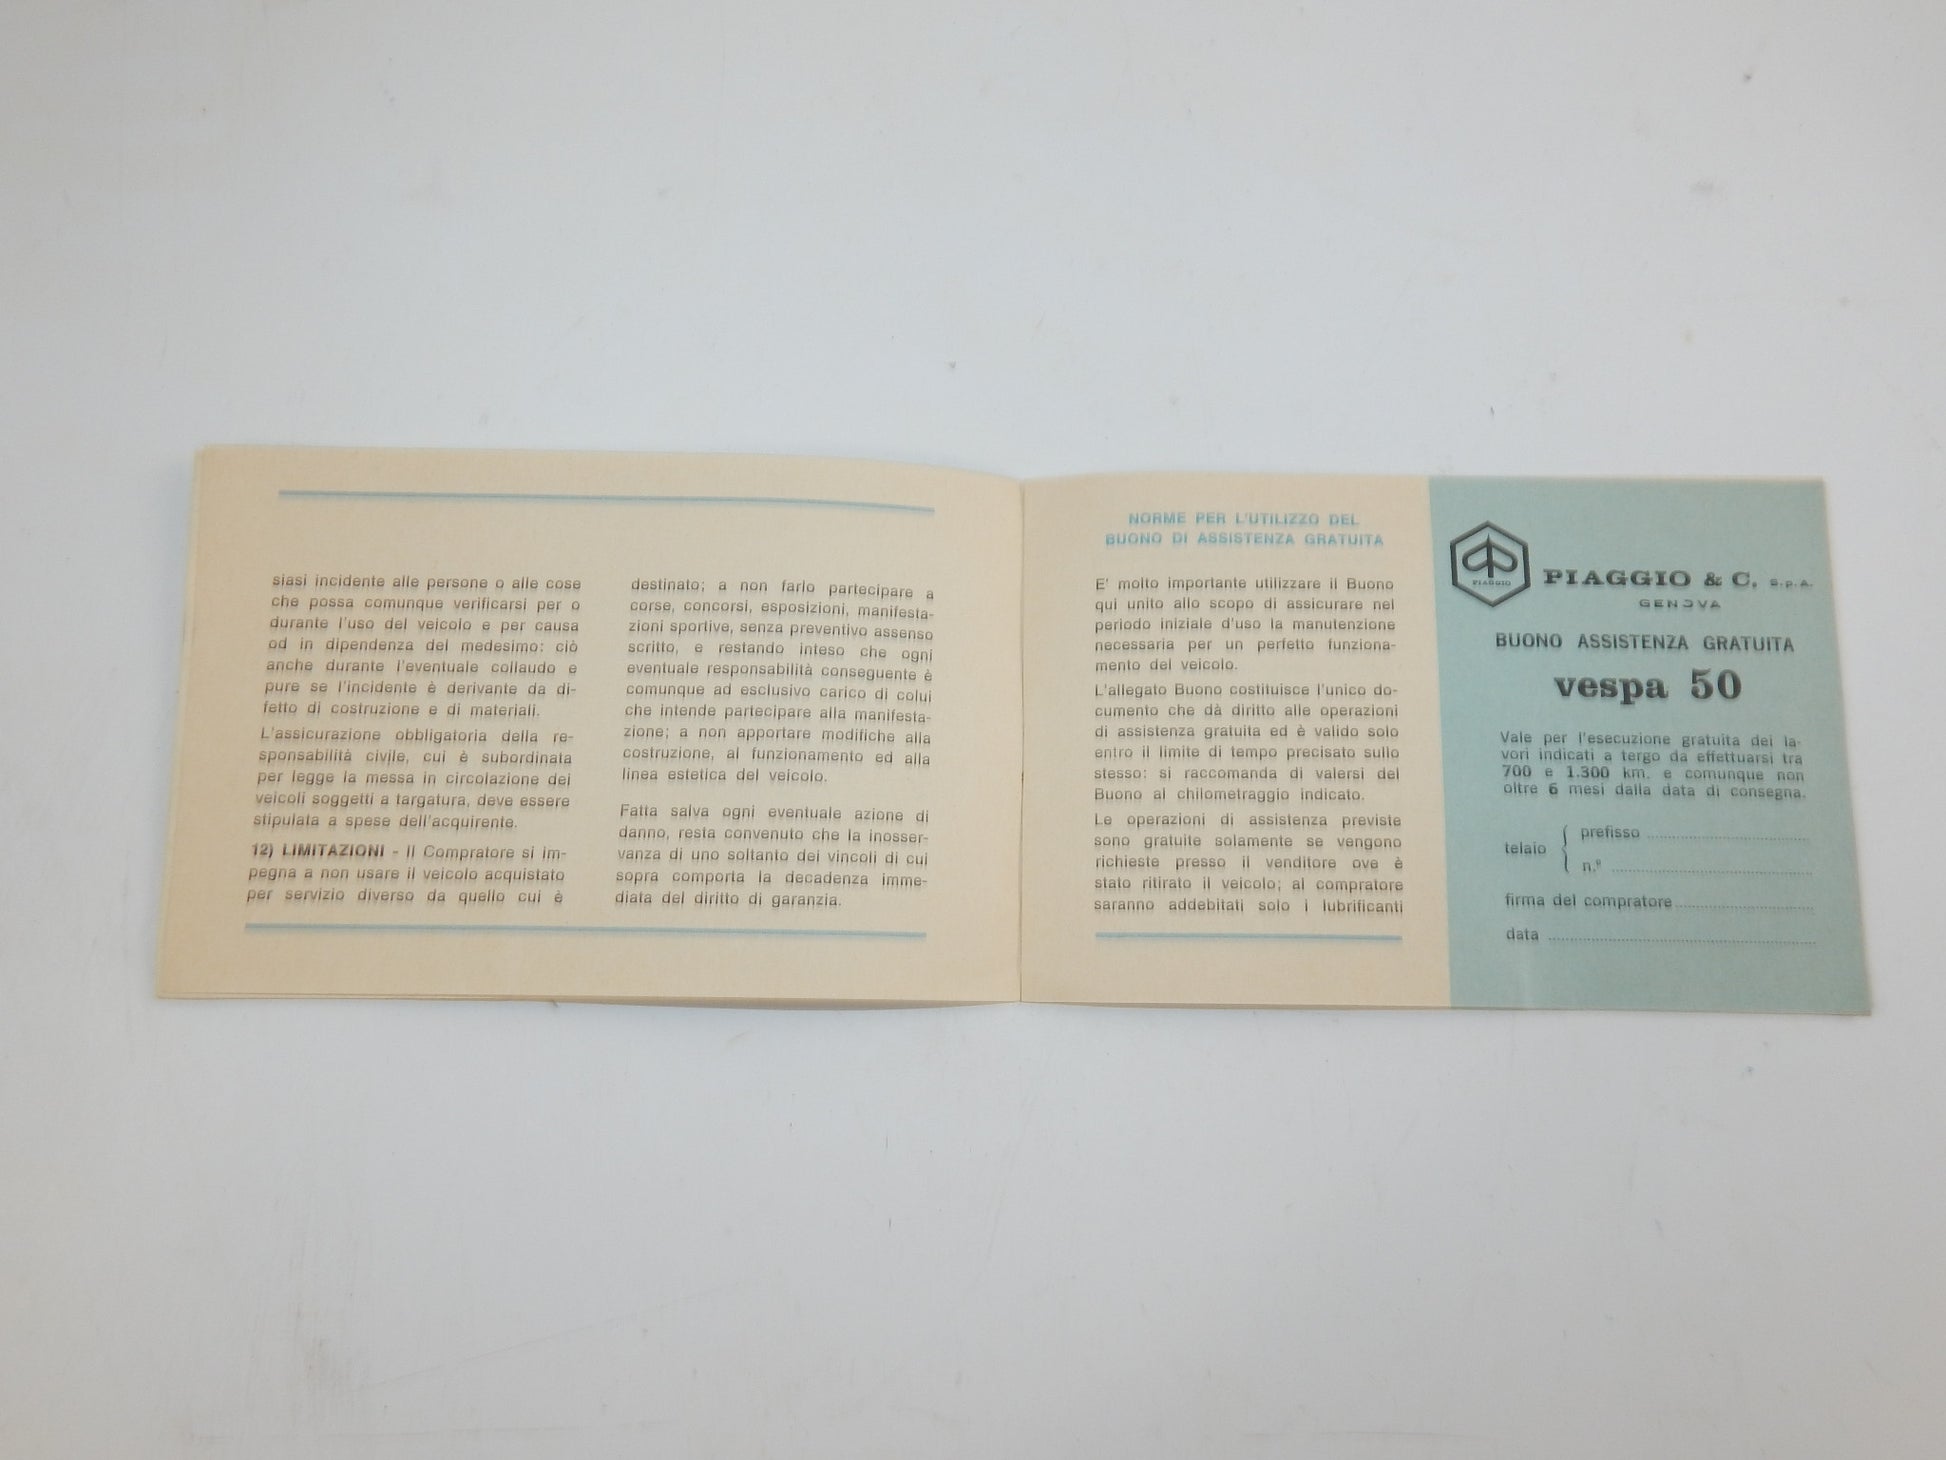 siasi incidente alle persone o alle cose
che possa comunque verificarsi per o
durante l'uso del veicolo e per causa
od in dipendenza del medesimo: ciò
anche durante l'eventuale collaudo e
pure se l'incidente è derivante da di-
fetto di costruzione e di materiali.
L'assicurazione obbligatoria della re-
sponsabilità civile, cui è subordinata
per legge la messa in circolazione dei
veicoli soggetti a targatura, deve essere
stipulata a spese dell'acquirente.
12) LIMITAZIONI - Il Compratore si im-
pegna a non usare il veicolo acquistato
per servizio diverso da quello cui è
destinato; a non farlo partecipare a
corse, concorsi, esposizioni, manifesta-
zioni sportive, senza preventivo assenso
scritto, e restando inteso che ogni
eventuale responsabilità conseguente è
comunque ad esclusivo carico di colui
che intende partecipare alla manifesta-
zione; a non apportare modifiche alla
costruzione, al funzionamento ed alla
linea estetica del veicolo.
Fatta salva ogni eventuale azione di
danno, resta convenuto che la inosser-
vanza di uno soltanto dei vincoli di cui
sopra comporta la decadenza imme-
diata del diritto di garanzia.
NORME PER L'UTILIZZO DEL
BUONO DI ASSISTENZA GRATUITA
E' molto importante utilizzare il Buono
qui unito allo scopo di assicurare nel
periodo iniziale d'uso la manutenzione
necessaria per un perfetto funziona-
mento del veicolo.
L'allegato Buono costituisce l'unico do-
cumento che dà diritto alle operazioni
di assistenza gratuita ed è valido solo
entro il limite di tempo precisato sullo
stesso: si raccomanda di valersi del
Buono al chilometraggio indicato.
Le operazioni di assistenza previste
sono gratuite solamente se vengono
richieste presso il venditore ove è
stato ritirato il veicolo; al compratore
saranno addebitati solo i lubrificanti
PIAGGIO
PIAGGIO & C. S.p.A.
GENOVA
BUONO ASSISTENZA GRATUITA
vespa 50
Vale per l'esecuzione gratuita dei la-
vori indicati a tergo da effettuarsi tra
700 e 1.300 km. e comunque non
oltre 6 mesi dalla data di consegna.
telaio { prefisso
n.º
firma del compratore
data